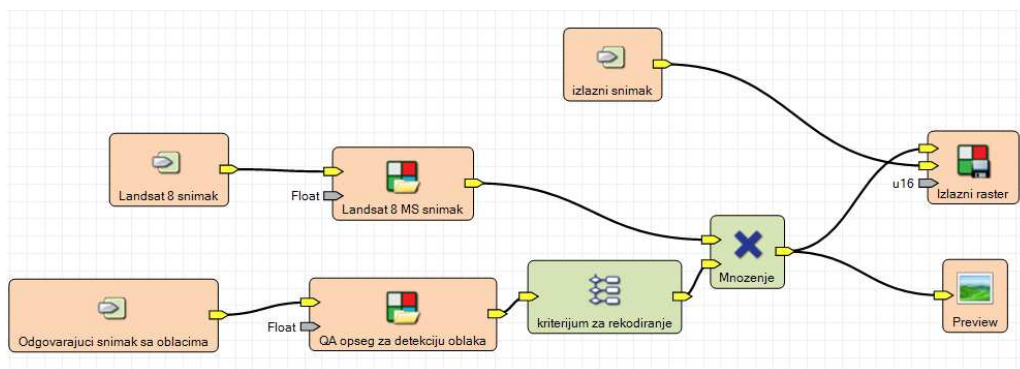 izlazni snimak
Landsat 8 snimak
Float
Landsat 8 MS snimak
u16
Izlazni raster
Mnozenje
Odgovarajuci snimak sa oblacima
Float
QA opseg za detekciju oblaka
kriterijum za rekodiranje
Preview